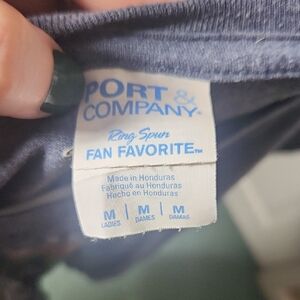 PORT &
COMPANY®
Ring Spun
FAN FAVORITE™
Made in Honduras
Fabriqué au Honduras
Hecho en Honduras
M | M | M
LADIES DAMES DAMAS